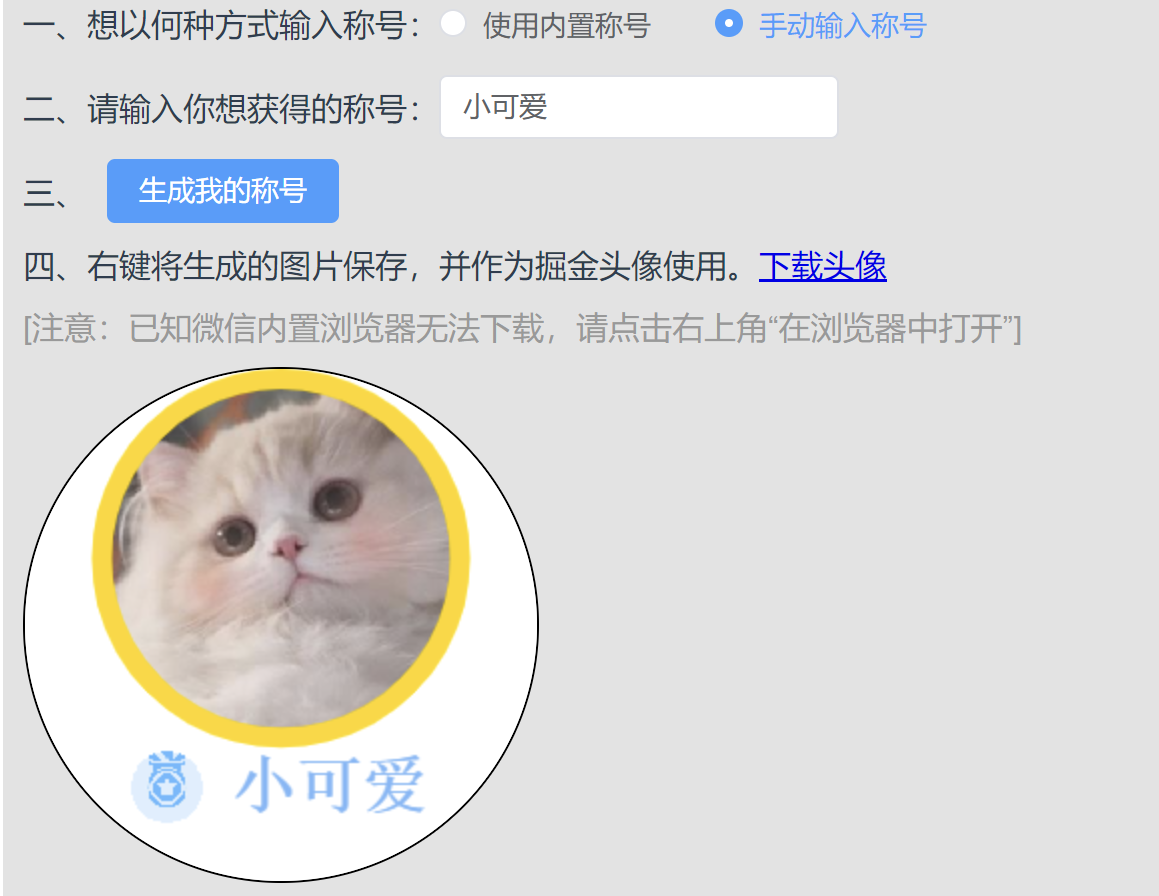 一、想以何种方式输入称号： 使用内置称号 手动输入称号
二、请输入你想获得的称号： 小可爱
三、 生成我的称号
四、右键将生成的图片保存，并作为掘金头像使用。下载头像
[注意：已知微信内置浏览器无法下载，请点击右上角“在浏览器中打开”]
小可爱